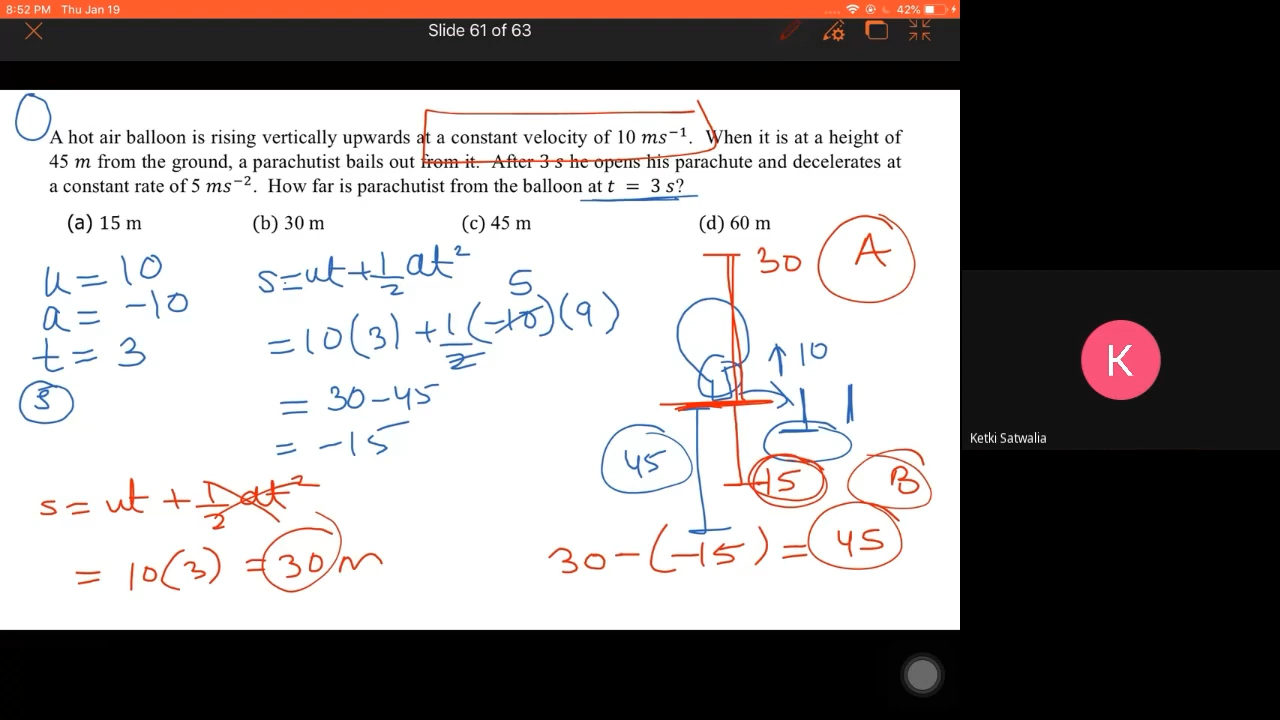 8:52 PM Thu Jan 19
42%
Slide 61 of 63
A hot air balloon is rising vertically upwards at a constant velocity of 10 ms⁻¹. When it is at a height of
45 m from the ground, a parachutist bails out from it. After 3 s he opens his parachute and decelerates at
a constant rate of 5 ms⁻². How far is parachutist from the balloon at t = 3 s?
(a) 15 m (b) 30 m (c) 45 m (d) 60 m
u = 10
a = -10
t = 3
s = ut + 1/2 at²
5
= 10(3) + 1/2 (-10)(9)
= 30 - 45
= -15
30 A
↑ 10
45
-15 B
s = ut + 1/2 at²
= 10(3) = 30 m
30 - (-15) = 45
K
Ketki Satwalia